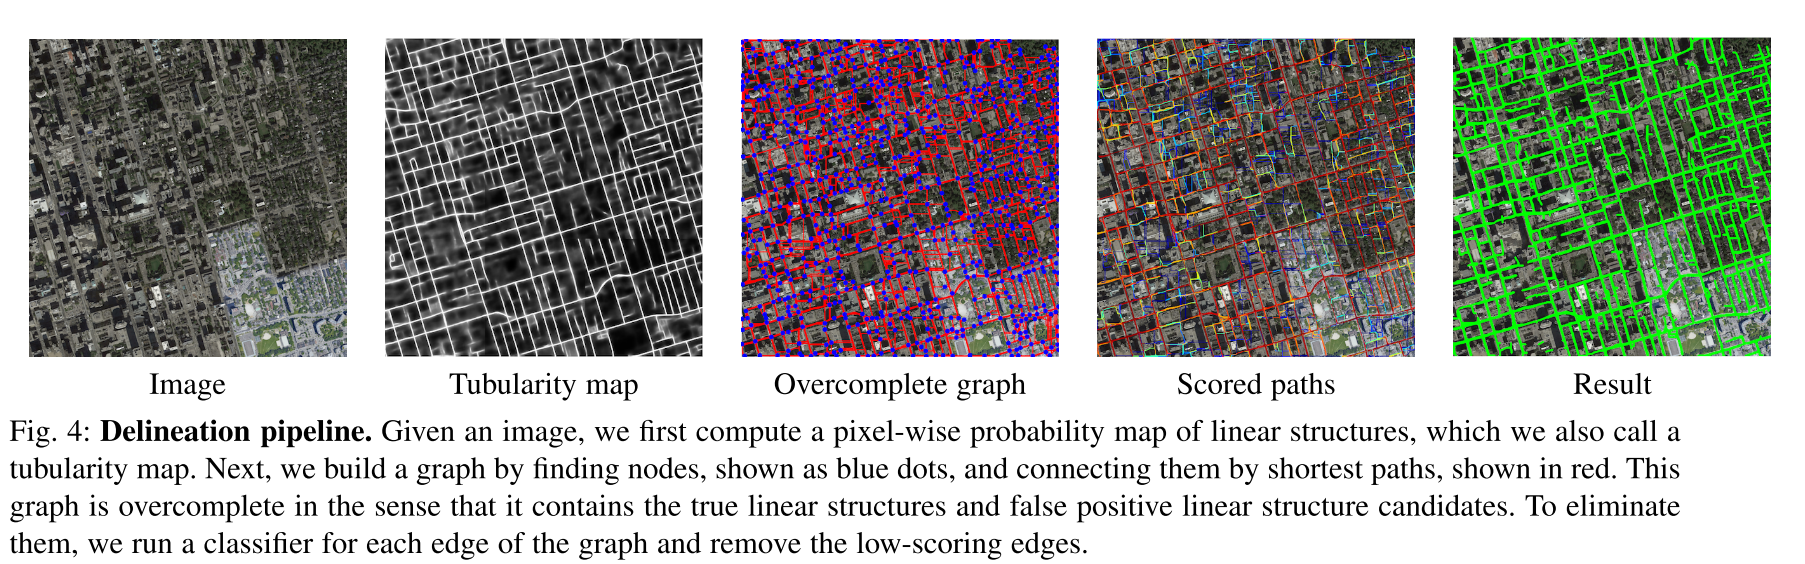 Image
Tubularity map
Overcomplete graph
Scored paths
Result
Fig. 4: Delineation pipeline. Given an image, we first compute a pixel-wise probability map of linear structures, which we also call a
tubularity map. Next, we build a graph by finding nodes, shown as blue dots, and connecting them by shortest paths, shown in red. This
graph is overcomplete in the sense that it contains the true linear structures and false positive linear structure candidates. To eliminate
them, we run a classifier for each edge of the graph and remove the low-scoring edges.